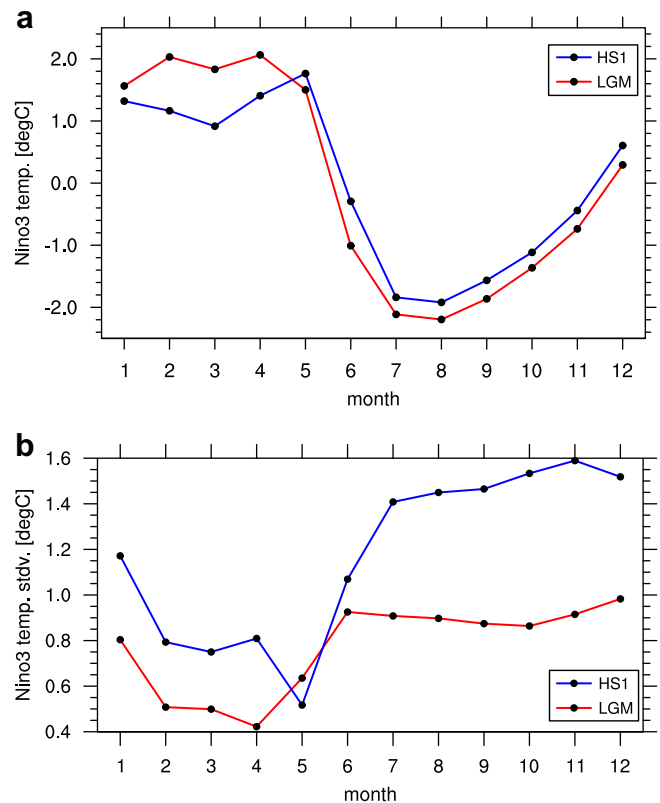 a
Nino3 temp. [degC]
2.0
1.0
0.0
-1.0
-2.0
HS1
LGM
1 2 3 4 5 6 7 8 9 10 11 12
month
b
Nino3 temp. stdv. [degC]
1.6
1.4
1.2
1.0
0.8
0.6
0.4
HS1
LGM
1 2 3 4 5 6 7 8 9 10 11 12
month